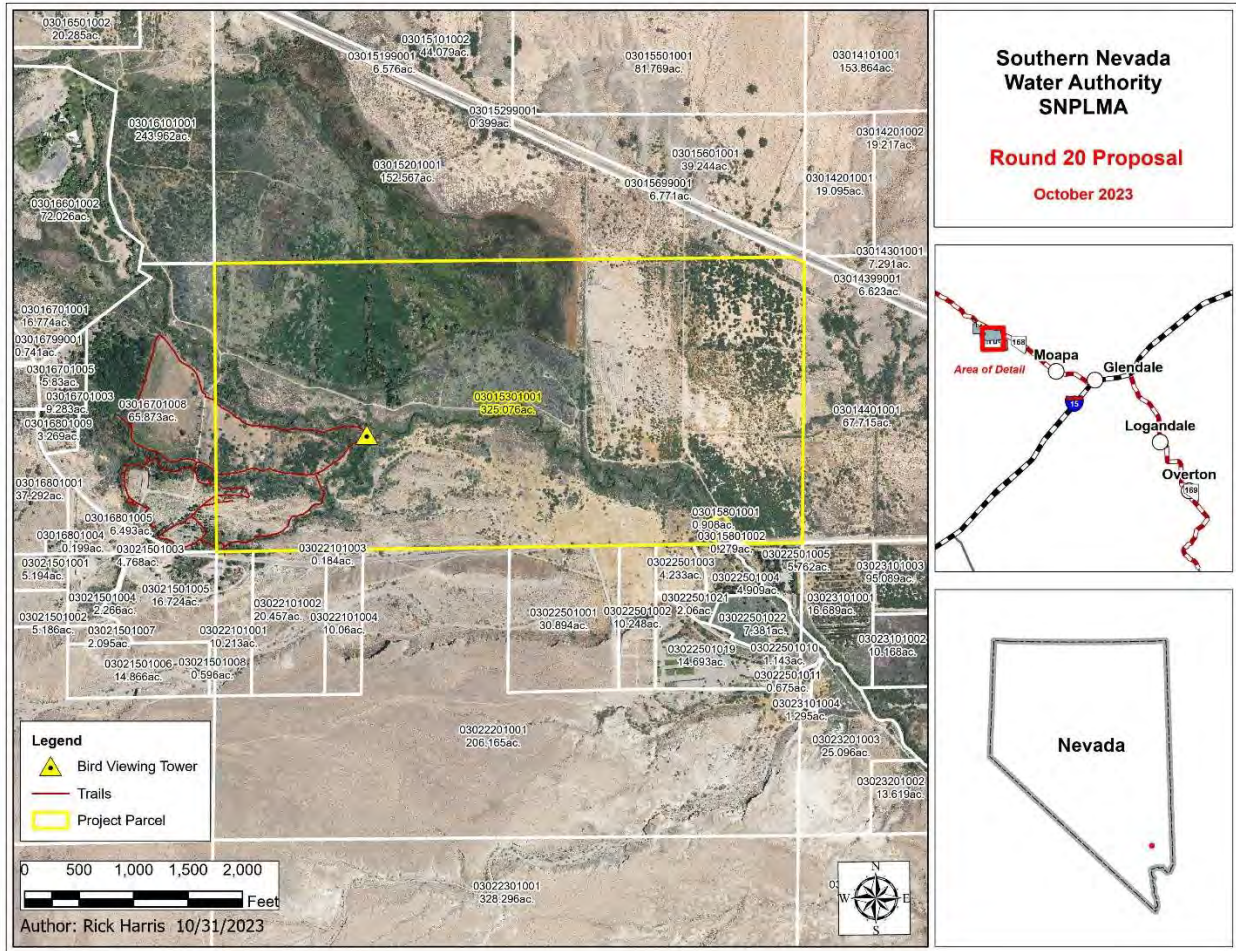 03016501002
20.285ac.
03015101002
44.079ac.
03015199001
6.576ac.
03015501001
81.769ac.
03014101001
153.864ac.
03015299001
0.399ac.
03016101001
243.962ac.
03014201002
19.217ac.
03015201001
152.567ac.
03015601001
39.244ac.
03014201001
19.095ac.
03015699001
6.771ac.
03016601002
72.026ac.
03014301001
7.291ac.
03014399001
6.623ac.
03016701001
16.774ac.
03016799001
0.741ac.
03016701005
5.83ac.
03016701003
9.283ac.
03016701008
65.873ac.
03016801009
3.269ac.
03015301001
325.076ac.
03014401001
67.715ac.
03016801001
37.292ac.
03016801005
6.493ac.
03016801004
0.199ac.
03015801001
0.908ac.
03015801002
0.279ac.
03021501003
4.768ac.
03021501001
5.194ac.
03022101003
0.184ac.
03022501003
4.233ac.
03022501005
5.762ac.
03022501004
4.909ac.
03023101003
95.089ac.
03021501005
16.724ac.
03021501004
2.266ac.
03021501002
5.186ac.
03021501007
2.095ac.
03022101002
20.457ac.
03022101004
10.06ac.
03022501001
30.894ac.
03022501002
10.248ac.
03022501021
2.06ac.
03022501022
7.381ac.
03023101001
16.689ac.
03022101001
10.213ac.
03021501006
14.866ac.
03021501008
0.596ac.
03022501019
14.693ac.
03022501010
1.143ac.
03022501011
0.675ac.
03023101002
10.168ac.
03023101004
1.295ac.
03022201001
206.165ac.
03023201003
25.096ac.
03023201002
13.619ac.
03022301001
328.296ac.
Legend
Bird Viewing Tower
Trails
Project Parcel
0 500 1,000 1,500 2,000
Feet
Author: Rick Harris 10/31/2023
N
W E
S
Southern Nevada
Water Authority
SNPLMA
Round 20 Proposal
October 2023
168
Moapa
Area of Detail
Glendale
15
Logandale
Overton
169
Nevada